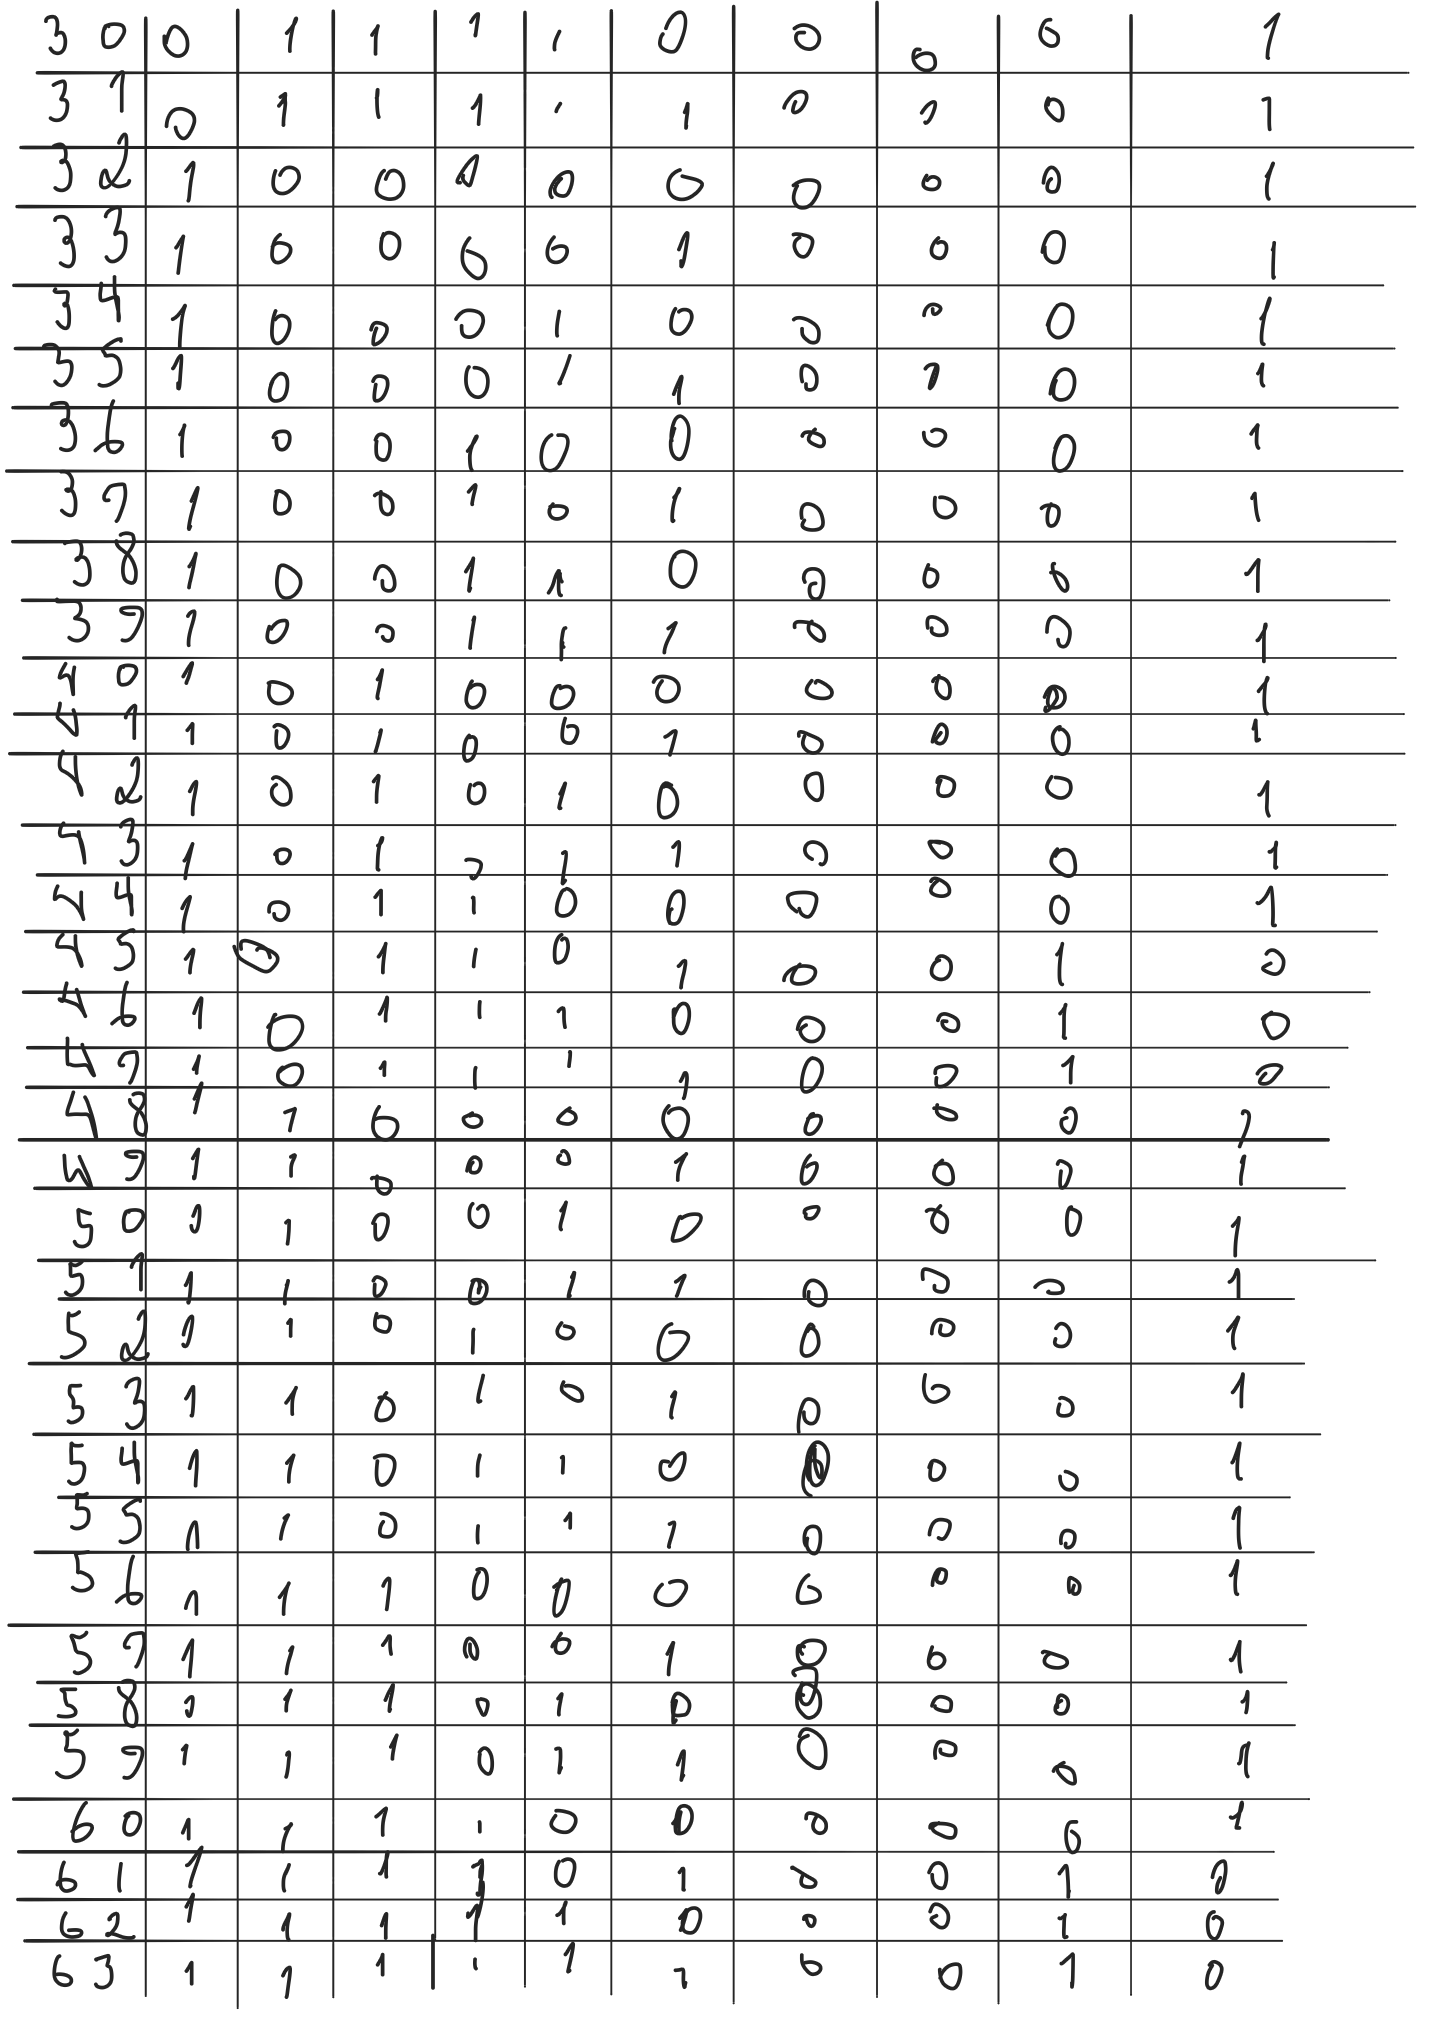 30 0 1 1 1 1 0 0 0 0 1
31 0 1 1 1 1 1 0 1 0 1
32 1 0 0 0 0 0 0 0 1
33 1 0 0 0 0 1 0 0 0 1
34 1 0 0 0 1 0 0 0 0 1
35 1 0 0 0 1 1 0 1 0 1
36 1 0 0 1 0 0 0 0 0 1
37 1 0 0 1 0 1 0 0 0 1
38 1 0 0 1 1 0 0 0 0 1
39 1 0 0 1 1 1 0 0 0 1
40 1 0 1 0 0 0 0 0 0 1
41 1 0 1 0 0 1 0 0 0 1
42 1 0 1 0 1 0 0 0 0 1
43 1 0 1 0 1 1 0 0 0 1
44 1 0 1 1 0 0 0 0 0 1
45 1 0 1 1 0 1 0 0 1 0
46 1 0 1 1 1 0 0 0 1 0
47 1 0 1 1 1 1 0 0 1 0
48 1 1 0 0 0 0 0 0 0 1
49 1 1 0 0 0 1 0 0 0 1
50 1 1 0 0 1 0 0 0 0 1
51 1 1 0 0 1 1 0 0 0 1
52 1 1 0 1 0 0 0 0 0 1
53 1 1 0 1 0 1 0 0 0 1
54 1 1 0 1 1 0 0 0 0 1
55 1 1 0 1 1 1 0 0 0 1
56 1 1 1 0 0 0 0 0 0 1
57 1 1 1 0 0 1 0 0 0 1
58 1 1 1 0 1 0 0 0 0 1
59 1 1 1 0 1 1 0 0 0 1
60 1 1 1 1 0 0 0 0 0 1
61 1 1 1 1 0 1 0 0 1 0
62 1 1 1 1 1 0 0 0 1 0
63 1 1 1 1 1 1 0 0 1 0